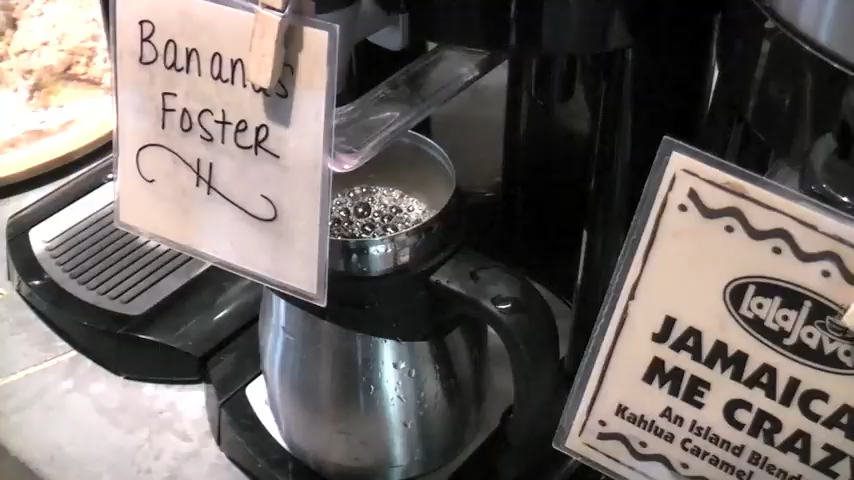 Bananas
Foster
LaLaJava
JAMAICA
ME CRAZY
An Island Blend
Kahlua Caramel